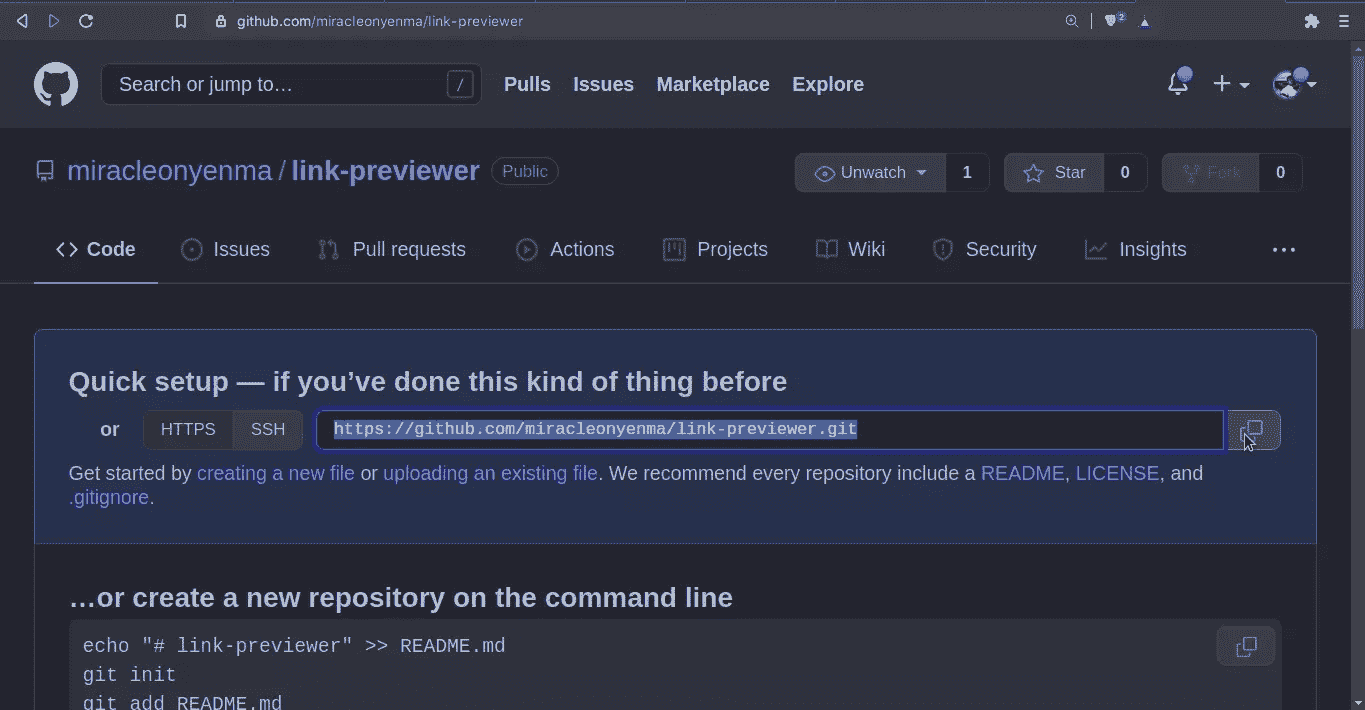 github.com/miracleonyenma/link-previewer
2
Search or jump to… /
Pulls Issues Marketplace Explore
miracleonyenma / link-previewer Public
Unwatch 1 Star 0 Fork 0
Code Issues Pull requests Actions Projects Wiki Security Insights
Quick setup — if you’ve done this kind of thing before
or HTTPS SSH https://github.com/miracleonyenma/link-previewer.git
Get started by creating a new file or uploading an existing file. We recommend every repository include a README, LICENSE, and
.gitignore.
…or create a new repository on the command line
echo "# link-previewer" >> README.md
git init
git add README.md